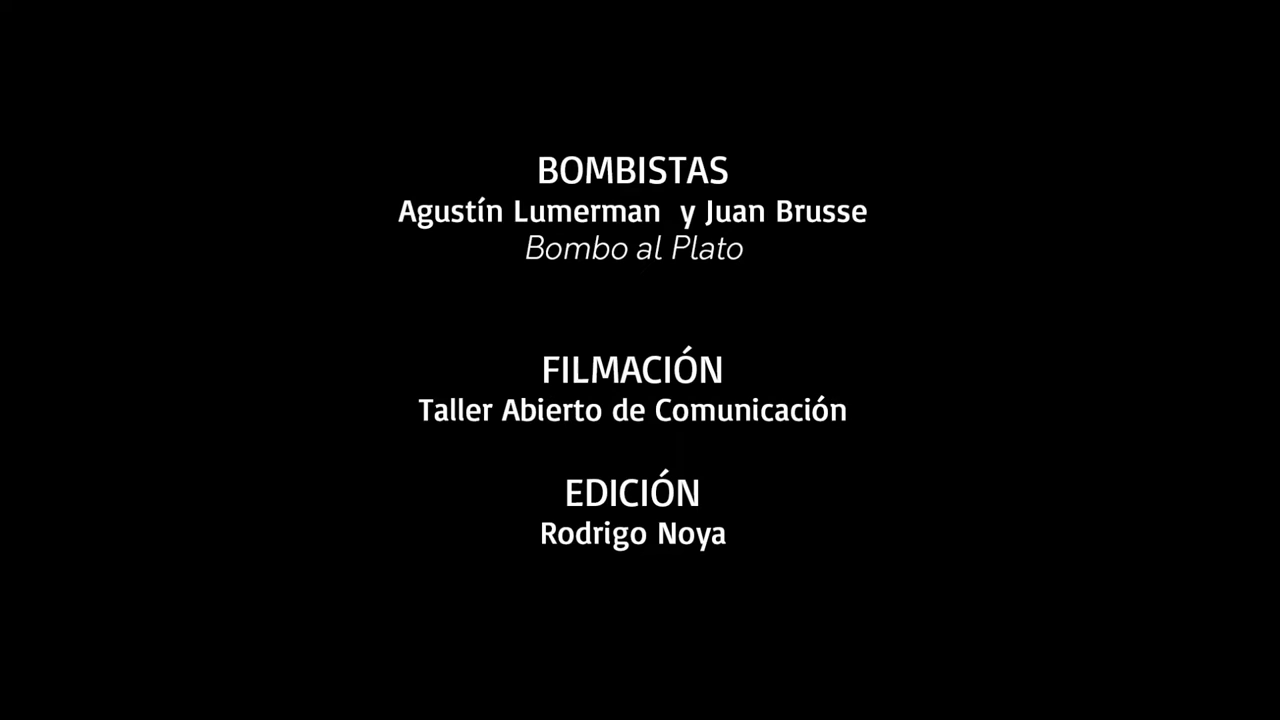 BOMBISTAS
Agustín Lumerman  y Juan Brusse
Bombo al Plato
FILMACIÓN
Taller Abierto de Comunicación
EDICIÓN
Rodrigo Noya